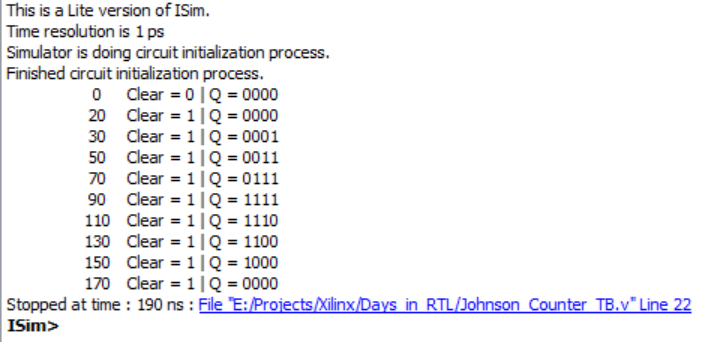 This is a Lite version of ISim.
Time resolution is 1 ps
Simulator is doing circuit initialization process.
Finished circuit initialization process.
0 Clear = 0 | Q = 0000
20 Clear = 1 | Q = 0000
30 Clear = 1 | Q = 0001
50 Clear = 1 | Q = 0011
70 Clear = 1 | Q = 0111
90 Clear = 1 | Q = 1111
110 Clear = 1 | Q = 1110
130 Clear = 1 | Q = 1100
150 Clear = 1 | Q = 1000
170 Clear = 1 | Q = 0000
Stopped at time : 190 ns : File "E:/Projects/Xilinx/Days_in_RTL/Johnson_Counter_TB.v" Line 22
ISim>